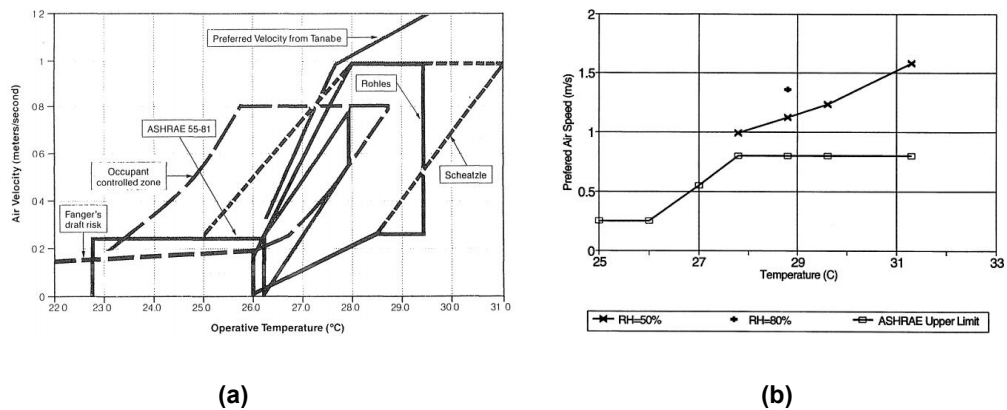 1 2
1
0.8
0 6
0 4
0 2
0
Air Velocity (meters/second)
Preferred Velocity from Tanabe
Rohles
ASHRAE 55-81
Occupant
controlled zone
Scheatzle
Fanger's
draft risk
22.0 23.0 24.0 25.0 26.0 27.0 28.0 29.0 30.0 31 0
Operative Temperature (°C)
(a)
2
1.5
1
0.5
0
Prefered Air Speed (m/s)
25 27 29 31 33
Temperature (C)
RH=50% RH=80% ASHRAE Upper Limit
(b)